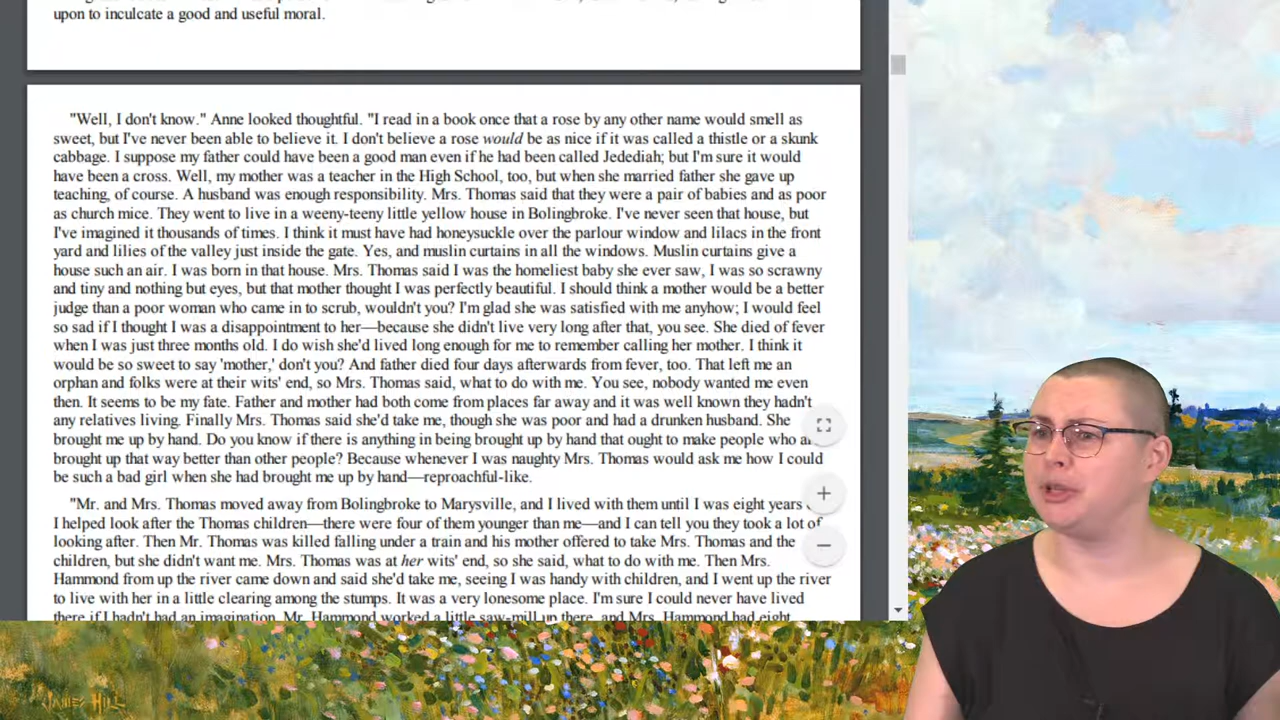 upon to inculcate a good and useful moral.
"Well, I don't know." Anne looked thoughtful. "I read in a book once that a rose by any other name would smell as
sweet, but I've never been able to believe it. I don't believe a rose would be as nice if it was called a thistle or a skunk
cabbage. I suppose my father could have been a good man even if he had been called Jedediah; but I'm sure it would
have been a cross. Well, my mother was a teacher in the High School, too, but when she married father she gave up
teaching, of course. A husband was enough responsibility. Mrs. Thomas said that they were a pair of babies and as poor
as church mice. They went to live in a weeny-teeny little yellow house in Bolingbroke. I've never seen that house, but
I've imagined it thousands of times. I think it must have had honeysuckle over the parlour window and lilacs in the front
yard and lilies of the valley just inside the gate. Yes, and muslin curtains in all the windows. Muslin curtains give a
house such an air. I was born in that house. Mrs. Thomas said I was the homeliest baby she ever saw, I was so scrawny
and tiny and nothing but eyes, but that mother thought I was perfectly beautiful. I should think a mother would be a better
judge than a poor woman who came in to scrub, wouldn't you? I'm glad she was satisfied with me anyhow; I would feel
so sad if I thought I was a disappointment to her—because she didn't live very long after that, you see. She died of fever
when I was just three months old. I do wish she'd lived long enough for me to remember calling her mother. I think it
would be so sweet to say 'mother,' don't you? And father died four days afterwards from fever, too. That left me an
orphan and folks were at their wits' end, so Mrs. Thomas said, what to do with me. You see, nobody wanted me even
then. It seems to be my fate. Father and mother had both come from places far away and it was well known they hadn't
any relatives living. Finally Mrs. Thomas said she'd take me, though she was poor and had a drunken husband. She
brought me up by hand. Do you know if there is anything in being brought up by hand that ought to make people who
brought up that way better than other people? Because whenever I was naughty Mrs. Thomas would ask me how I could
be such a bad girl when she had brought me up by hand—reproachful-like.
"Mr. and Mrs. Thomas moved away from Bolingbroke to Marysville, and I lived with them until I was eight years
I helped look after the Thomas children—there were four of them younger than me—and I can tell you they took a lot of
looking after. Then Mr. Thomas was killed falling under a train and his mother offered to take Mrs. Thomas and the
children, but she didn't want me. Mrs. Thomas was at her wits' end, so she said, what to do with me. Then Mrs.
Hammond from up the river came down and said she'd take me, seeing I was handy with children, and I went up the river
to live with her in a little clearing among the stumps. It was a very lonesome place. I'm sure I could never have lived
there if I hadn't had an imagination. Mr. Hammond worked a little saw-mill up there, and Mrs. Hammond had eight
JAMES HILL